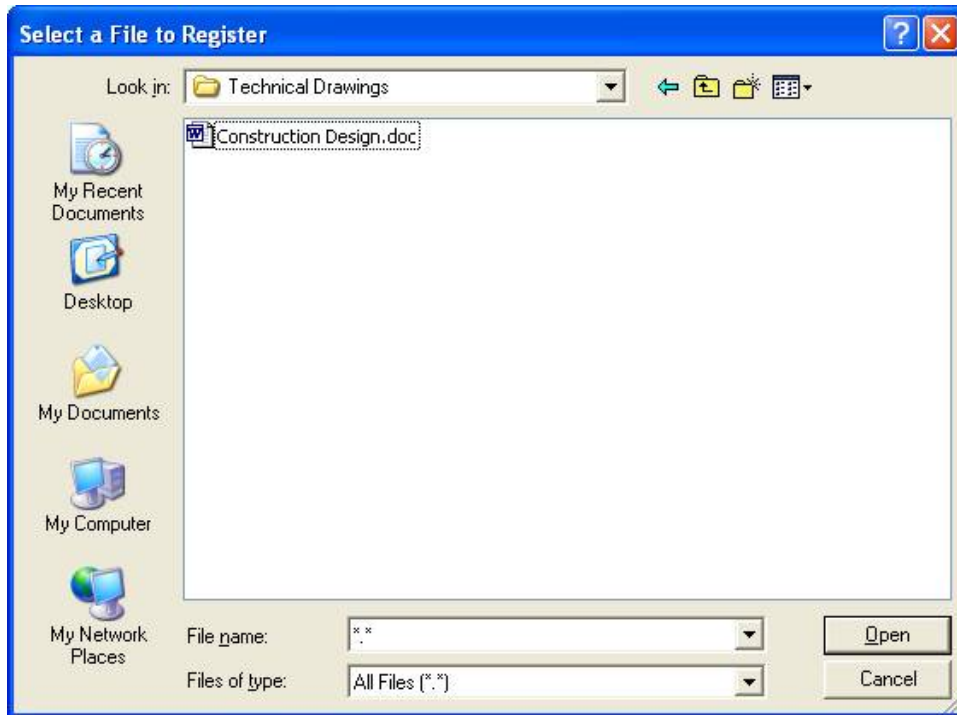 Select a File to Register
Look in:
Technical Drawings
Construction Design.doc
My Recent
Documents
Desktop
My Documents
My Computer
My Network
Places
File name:
*.*
Open
Files of type:
All Files (*.*)
Cancel